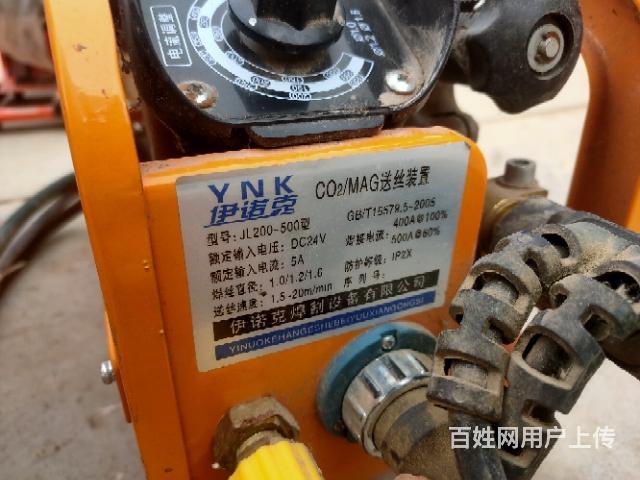 电流调整
YNK
伊诺克
CO₂/MAG送丝装置
GB/T15579.5-2005
型号：JL200-500型
400A@100%
额定输入电压：DC24V
焊接电流：
500A@60%
额定输入电流：5A
防护等级：IP2X
焊丝直径：1.0/1.2/1.6
序列号：
送丝速度：1.5-20m/min
伊诺克焊割设备有限公司
YINUOKEHANGESHEBEIYUUXIANGONGSI
百姓网用户上传